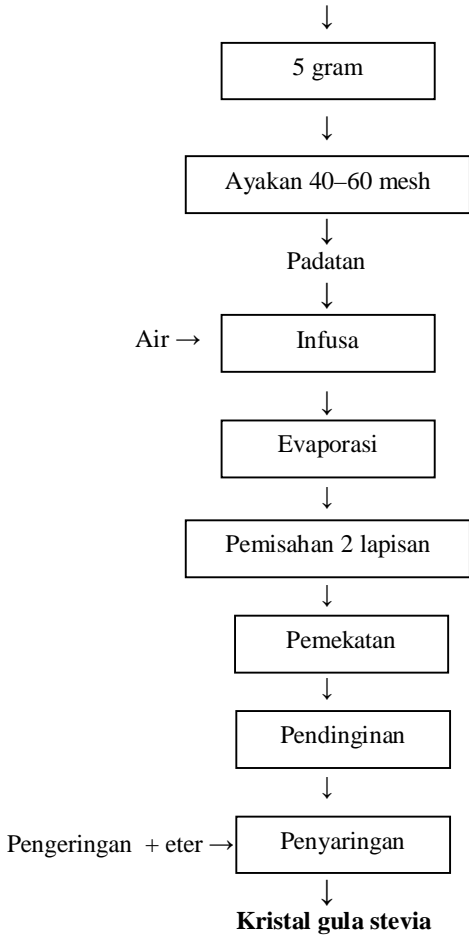 ↓
5 gram
↓
Ayakan 40–60 mesh
↓
Padatan
↓
Air → Infusa
↓
Evaporasi
↓
Pemisahan 2 lapisan
↓
Pemekatan
↓
Pendinginan
↓
Pengeringan + eter → Penyaringan
↓
Kristal gula stevia